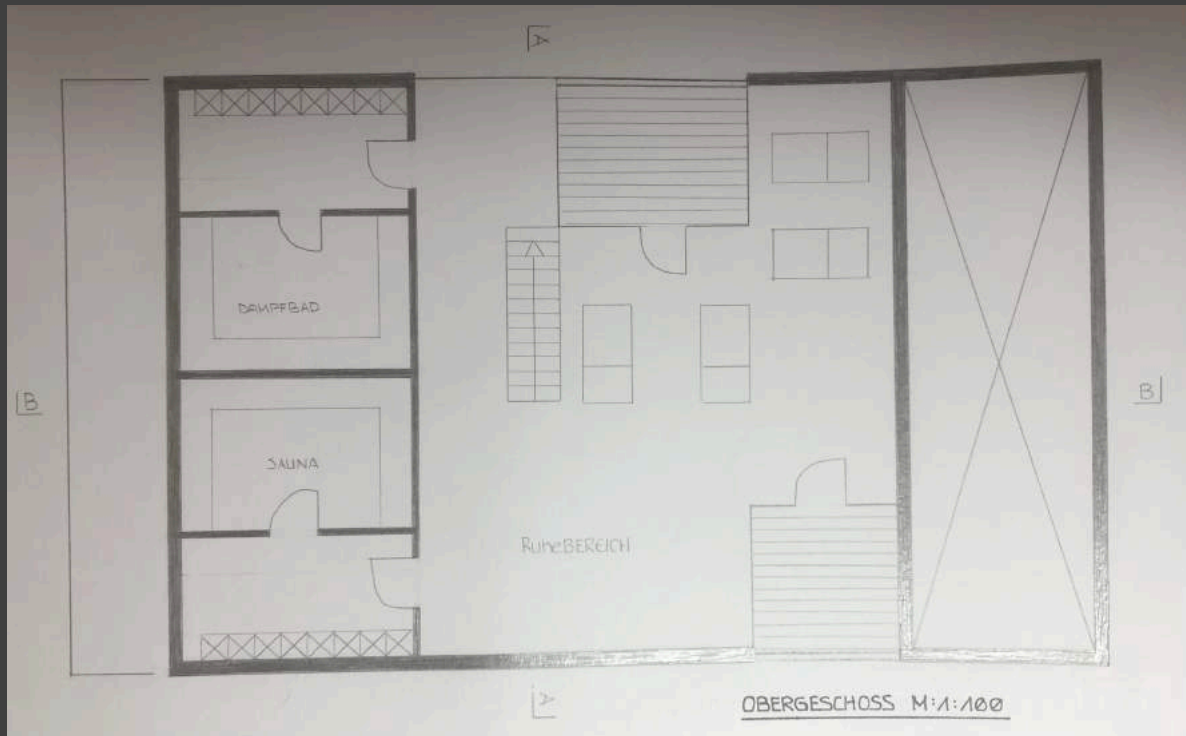 A
DAMPFBAD
B
B
SAUNA
RuheBEREICH
A
OBERGESCHOSS M:1:100